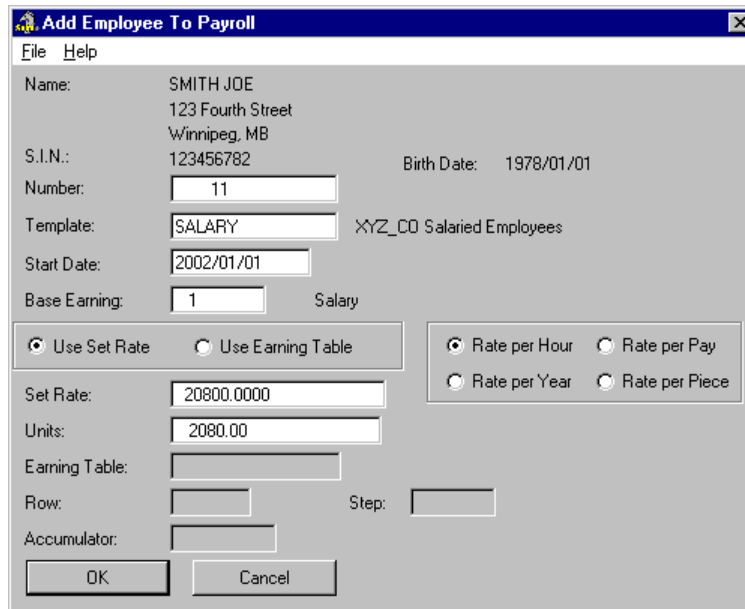 Add Employee To Payroll
File Help
Name: SMITH JOE
123 Fourth Street
Winnipeg, MB
S.I.N.: 123456782 Birth Date: 1978/01/01
Number: 11
Template: SALARY XYZ_CO Salaried Employees
Start Date: 2002/01/01
Base Earning: 1 Salary
Use Set Rate Use Earning Table
Rate per Hour Rate per Pay
Rate per Year Rate per Piece
Set Rate: 20800.0000
Units: 2080.00
Earning Table:
Row: Step:
Accumulator:
OK Cancel